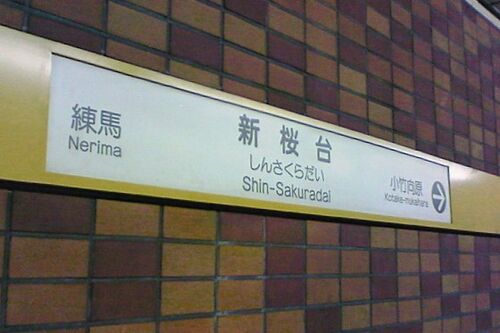 練馬
Nerima
新桜台
しんさくらだい
Shin-Sakuradai
小竹向原
Kotake-mukaihara